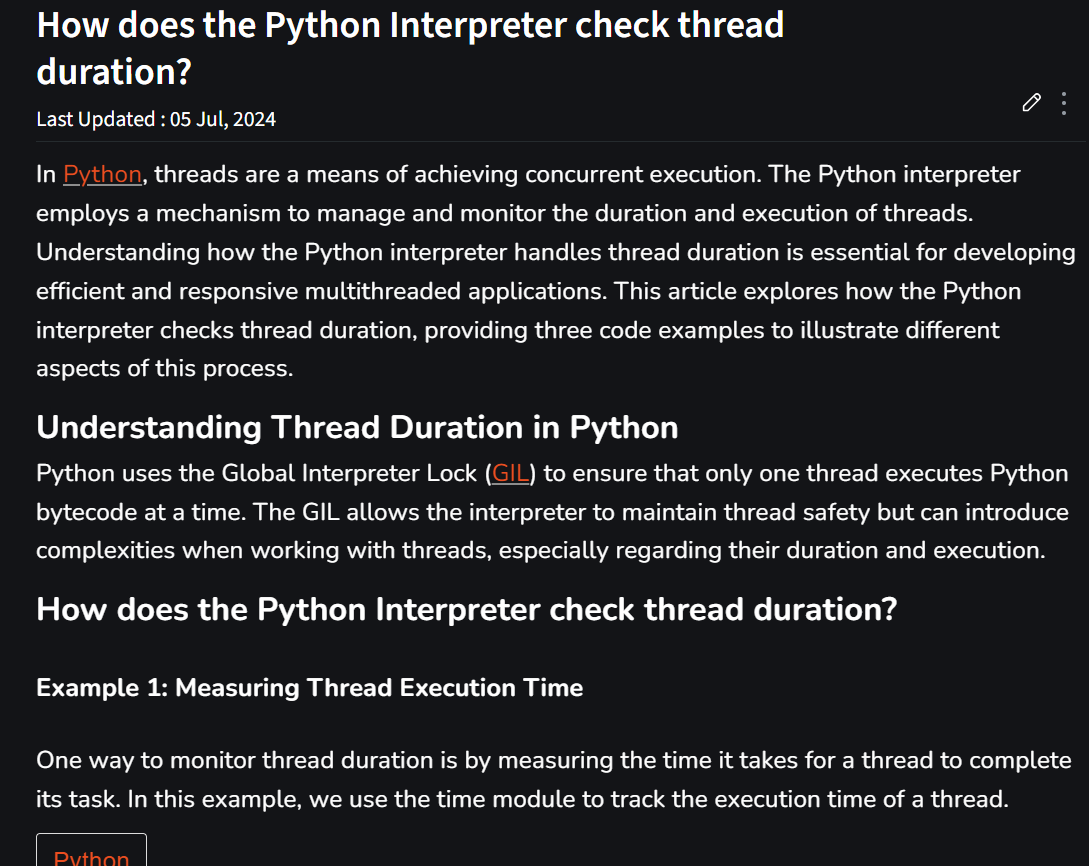 How does the Python Interpreter check thread
duration?
Last Updated : 05 Jul, 2024
In Python, threads are a means of achieving concurrent execution. The Python interpreter
employs a mechanism to manage and monitor the duration and execution of threads.
Understanding how the Python interpreter handles thread duration is essential for developing
efficient and responsive multithreaded applications. This article explores how the Python
interpreter checks thread duration, providing three code examples to illustrate different
aspects of this process.
Understanding Thread Duration in Python
Python uses the Global Interpreter Lock (GIL) to ensure that only one thread executes Python
bytecode at a time. The GIL allows the interpreter to maintain thread safety but can introduce
complexities when working with threads, especially regarding their duration and execution.
How does the Python Interpreter check thread duration?
Example 1: Measuring Thread Execution Time
One way to monitor thread duration is by measuring the time it takes for a thread to complete
its task. In this example, we use the time module to track the execution time of a thread.
Python